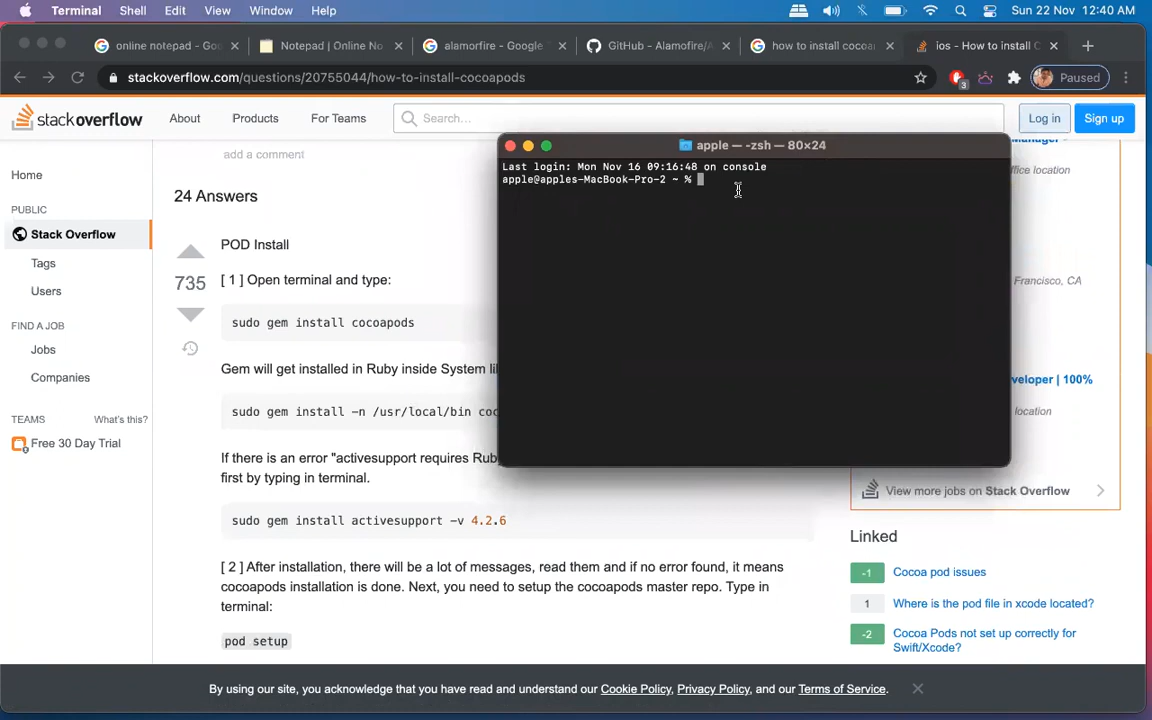 Terminal Shell Edit View Window Help Sun 22 Nov 12:40 AM
online notepad - Goo
Notepad | Online No
alamorfire - Google
GitHub - Alamofire/A
how to install cocoa
ios - How to install C
stackoverflow.com/questions/20755044/how-to-install-cocoapods
3
Paused
stackoverflow
About
Products
For Teams
Search...
Log in
Sign up
add a comment
Home
PUBLIC
Stack Overflow
Tags
Users
FIND A JOB
Jobs
Companies
TEAMS
What's this?
Free 30 Day Trial
24 Answers
735
POD Install
[ 1 ] Open terminal and type:
sudo gem install cocoapods
Gem will get installed in Ruby inside System li
sudo gem install -n /usr/local/bin coc
If there is an error "activesupport requires Rub
first by typing in terminal.
sudo gem install activesupport -v 4.2.6
[ 2 ] After installation, there will be a lot of messages, read them and if no error found, it means
cocoapods installation is done. Next, you need to setup the cocoapods master repo. Type in
terminal:
pod setup
apple — -zsh — 80×24
Last login: Mon Nov 16 09:16:48 on console
apple@apples-MacBook-Pro-2 ~ %
Manager
office location
Francisco, CA
veloper | 100%
location
View more jobs on Stack Overflow
Linked
-1 Cocoa pod issues
1 Where is the pod file in xcode located?
-2 Cocoa Pods not set up correctly for
Swift/Xcode?
By using our site, you acknowledge that you have read and understand our Cookie Policy, Privacy Policy, and our Terms of Service.